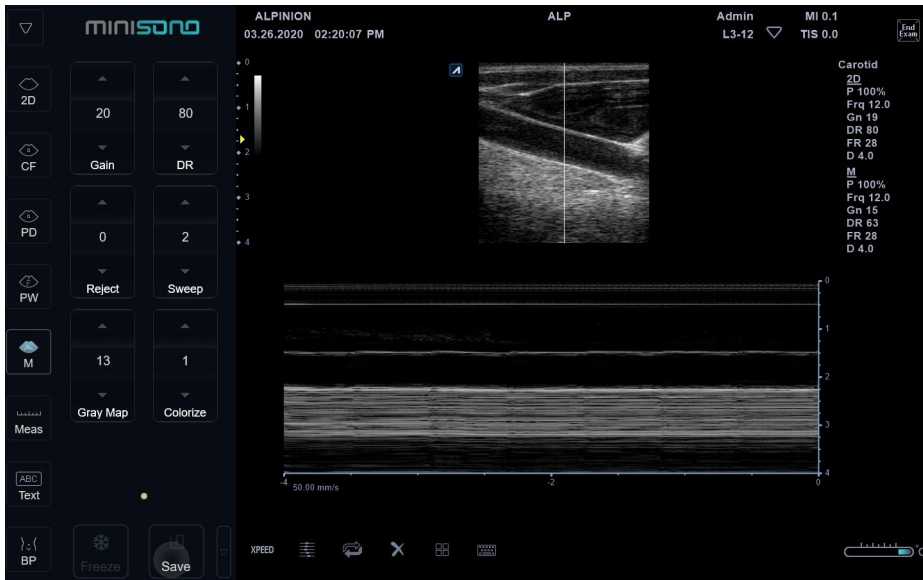 minisono
ALPINION
ALP
Admin
MI 0.1
03.26.2020 02:20:07 PM
L3-12
TIS 0.0
End
Exam
2D
CF
PD
PW
M
Meas
ABC
Text
BP
20
Gain
80
DR
0
Reject
2
Sweep
13
Gray Map
1
Colorize
Freeze
Save
0
1
2
3
4
Carotid
2D
P 100%
Frq 12.0
Gn 19
DR 80
FR 28
D 4.0
M
P 100%
Frq 12.0
Gn 15
DR 63
FR 28
D 4.0
0
1
2
3
4
-4
50.00 mm/s
-2
0
XPEED